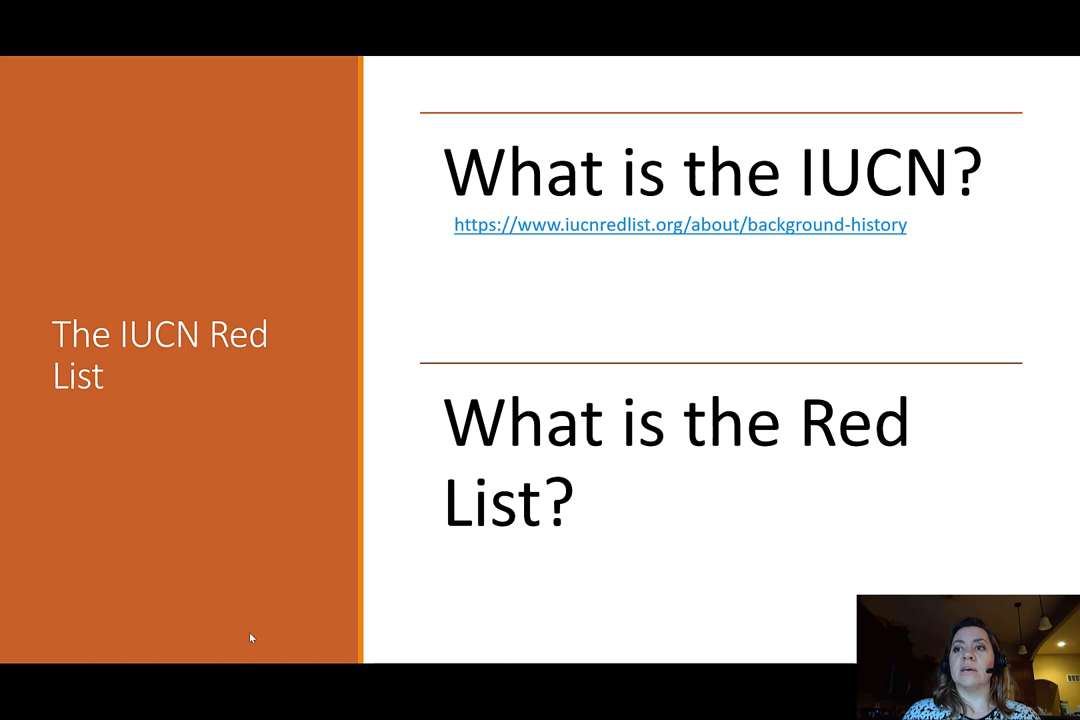 The IUCN Red
List
What is the IUCN?
https://www.iucnredlist.org/about/background-history
What is the Red
List?